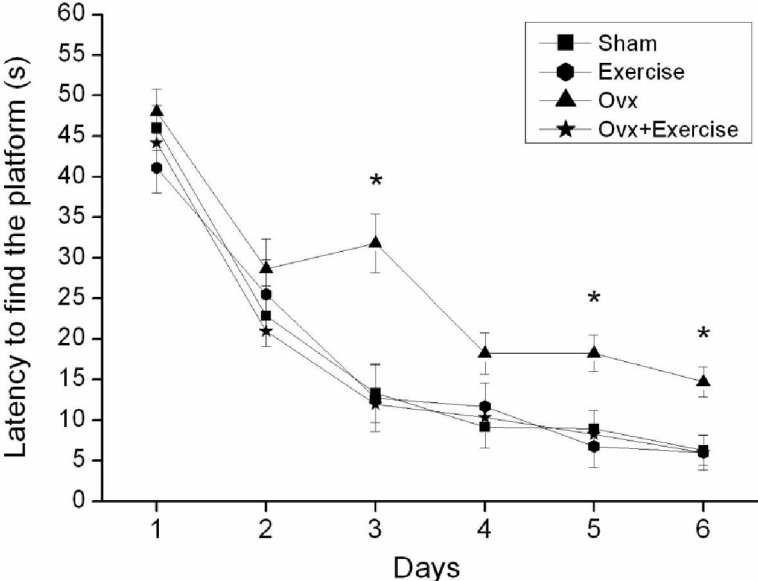 Latency to find the platform (s)
60
55
50
45
40
35
30
25
20
15
10
5
0
Sham
Exercise
Ovx
Ovx+Exercise
*
*
*
1 2 3 4 5 6
Days